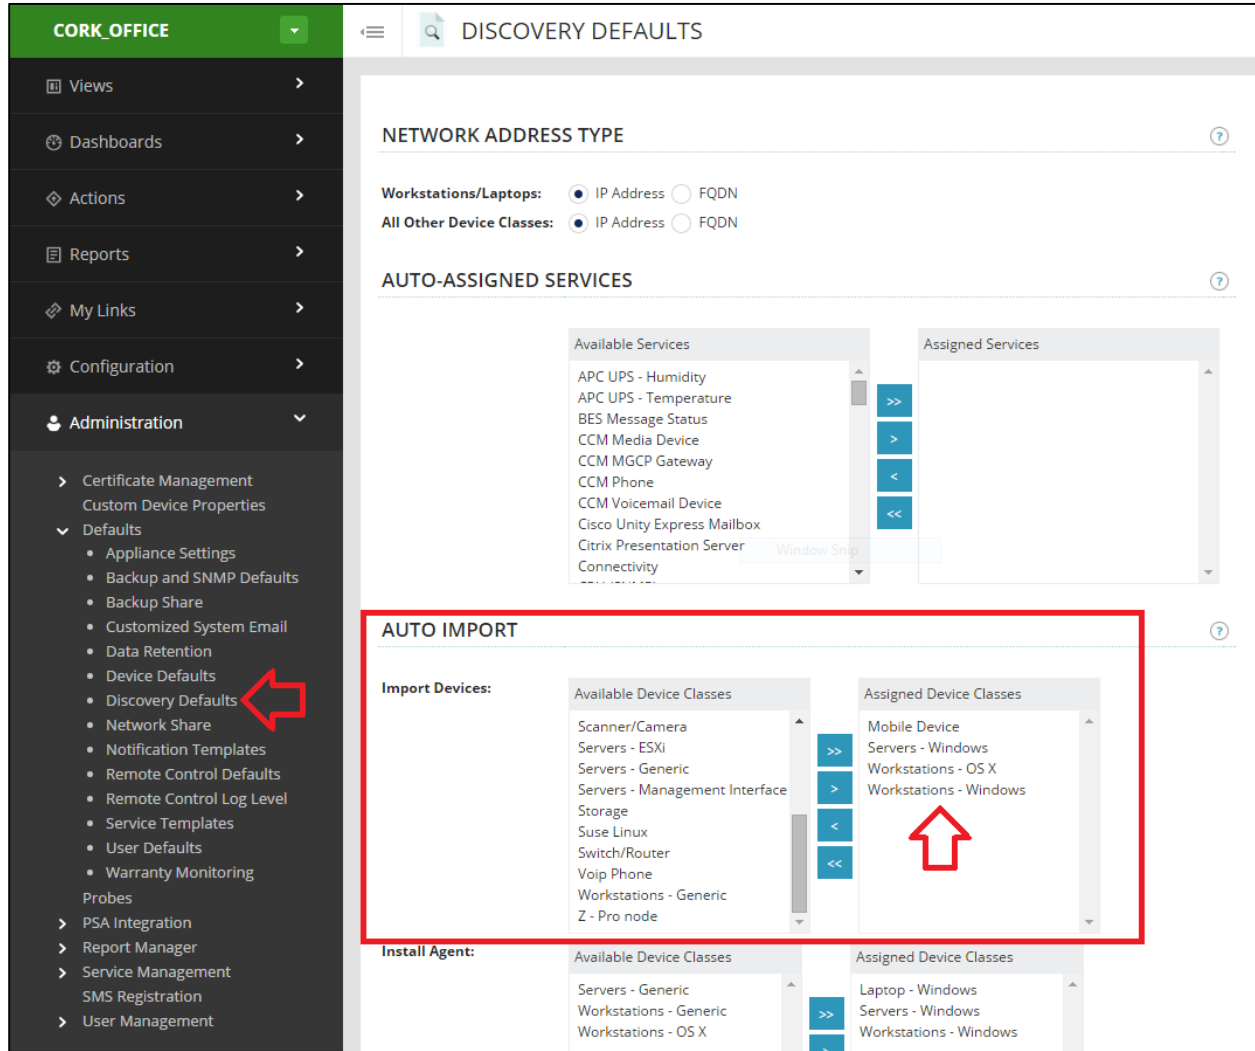 CORK_OFFICE
DISCOVERY DEFAULTS
Views
Dashboards
Actions
Reports
My Links
Configuration
Administration
Certificate Management
Custom Device Properties
Defaults
Appliance Settings
Backup and SNMP Defaults
Backup Share
Customized System Email
Data Retention
Device Defaults
Discovery Defaults
Network Share
Notification Templates
Remote Control Defaults
Remote Control Log Level
Service Templates
User Defaults
Warranty Monitoring
Probes
PSA Integration
Report Manager
Service Management
SMS Registration
User Management
NETWORK ADDRESS TYPE
?
Workstations/Laptops: IP Address FQDN
All Other Device Classes: IP Address FQDN
AUTO-ASSIGNED SERVICES
?
Available Services
APC UPS - Humidity
APC UPS - Temperature
BES Message Status
CCM Media Device
CCM MGCP Gateway
CCM Phone
CCM Voicemail Device
Cisco Unity Express Mailbox
Citrix Presentation Server
Connectivity
>>
>
<
<<
Assigned Services
Window Snip
AUTO IMPORT
?
Import Devices:
Available Device Classes
Scanner/Camera
Servers - ESXi
Servers - Generic
Servers - Management Interface
Storage
Suse Linux
Switch/Router
Voip Phone
Workstations - Generic
Z - Pro node
>>
>
<
<<
Assigned Device Classes
Mobile Device
Servers - Windows
Workstations - OS X
Workstations - Windows
Install Agent:
Available Device Classes
Servers - Generic
Workstations - Generic
Workstations - OS X
>>
Assigned Device Classes
Laptop - Windows
Servers - Windows
Workstations - Windows